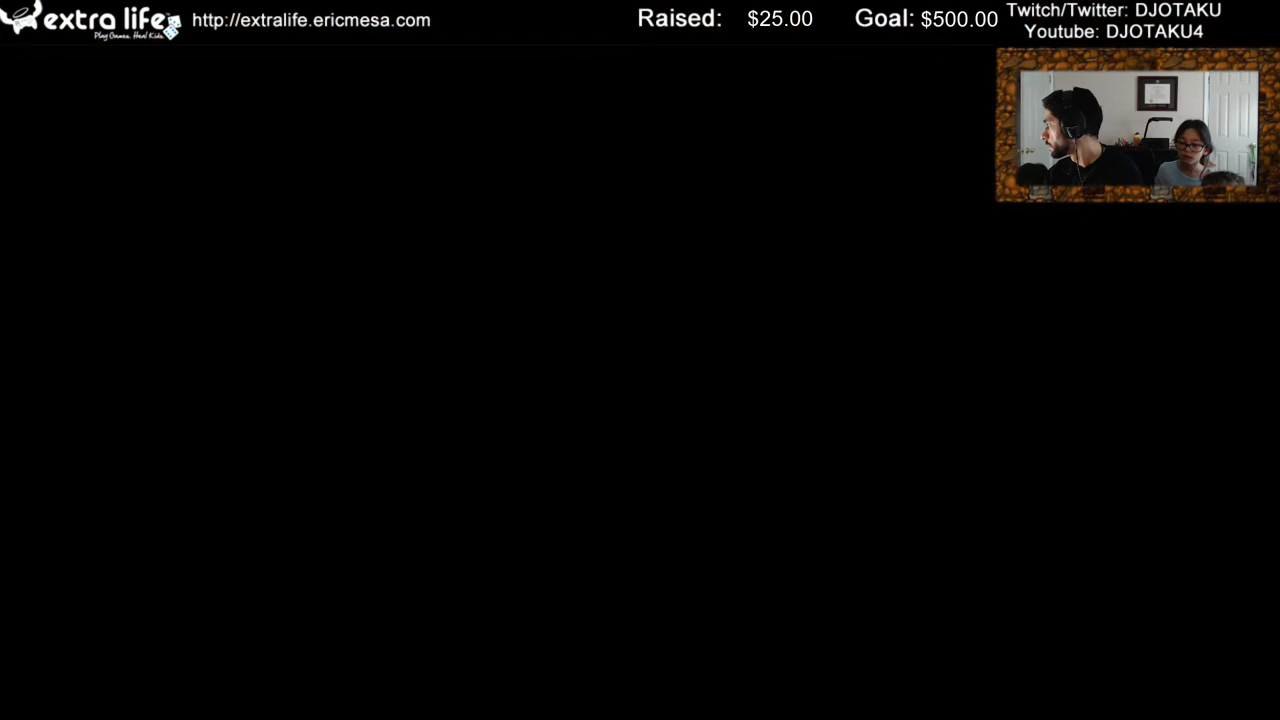 extra life
Play Games. Heal Kids.
http://extralife.ericmesa.com
Raised: $25.00
Goal: $500.00
Twitch/Twitter: DJOTAKU
Youtube: DJOTAKU4